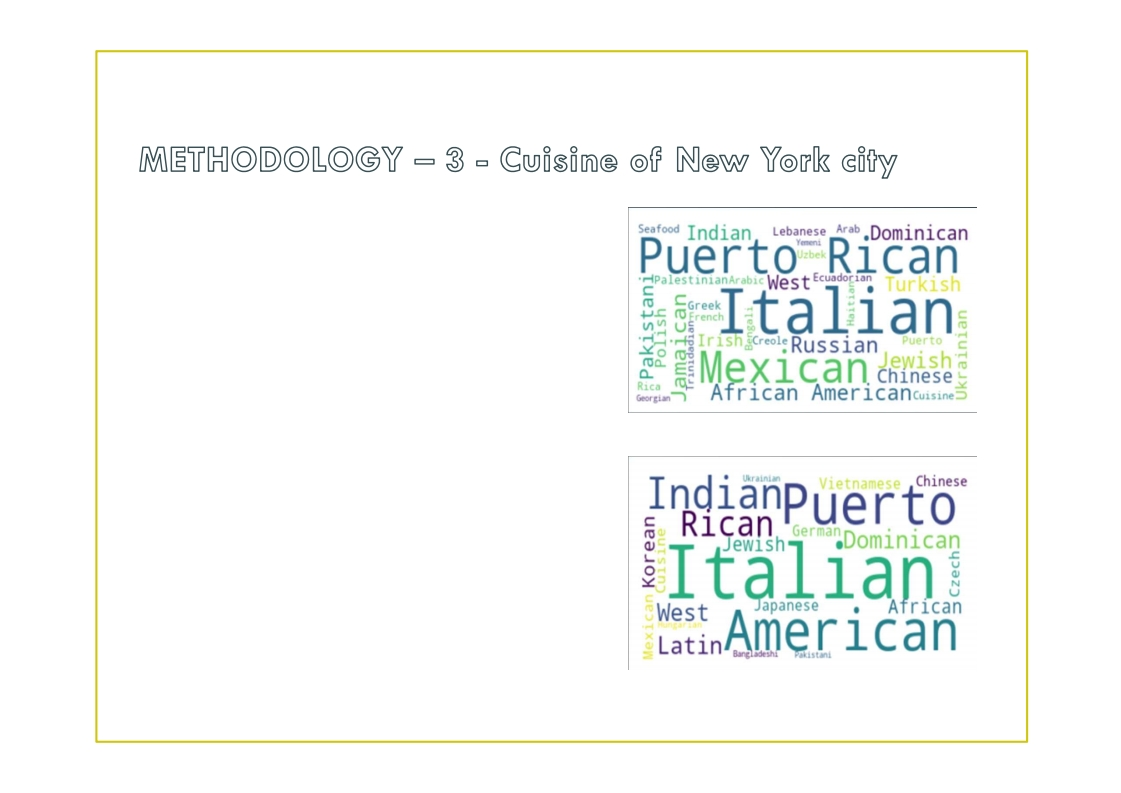 METHODOLOGY – 3 - Cuisine of New York city
Seafood Indian Lebanese Arab Dominican
Yemeni
Puerto Rican
Uzbek
Palestinian Arabic West Ecuadorian Turkish
Pakistani
Polish
Jamaican
Trinidadian
Greek
French
Italian
Bengali
Haitian
Ukrainian
Irish Creole Russian Puerto
Mexican Jewish
Chinese
Rica
Georgian
African American Cuisine
Ukrainian
Indian Puerto Vietnamese Chinese
Rican
German
Jewish Dominican
Korean
Cuisine
Italian
Czech
Mexican
West Japanese African
Hungarian
American
Latin
Bangladeshi Pakistani